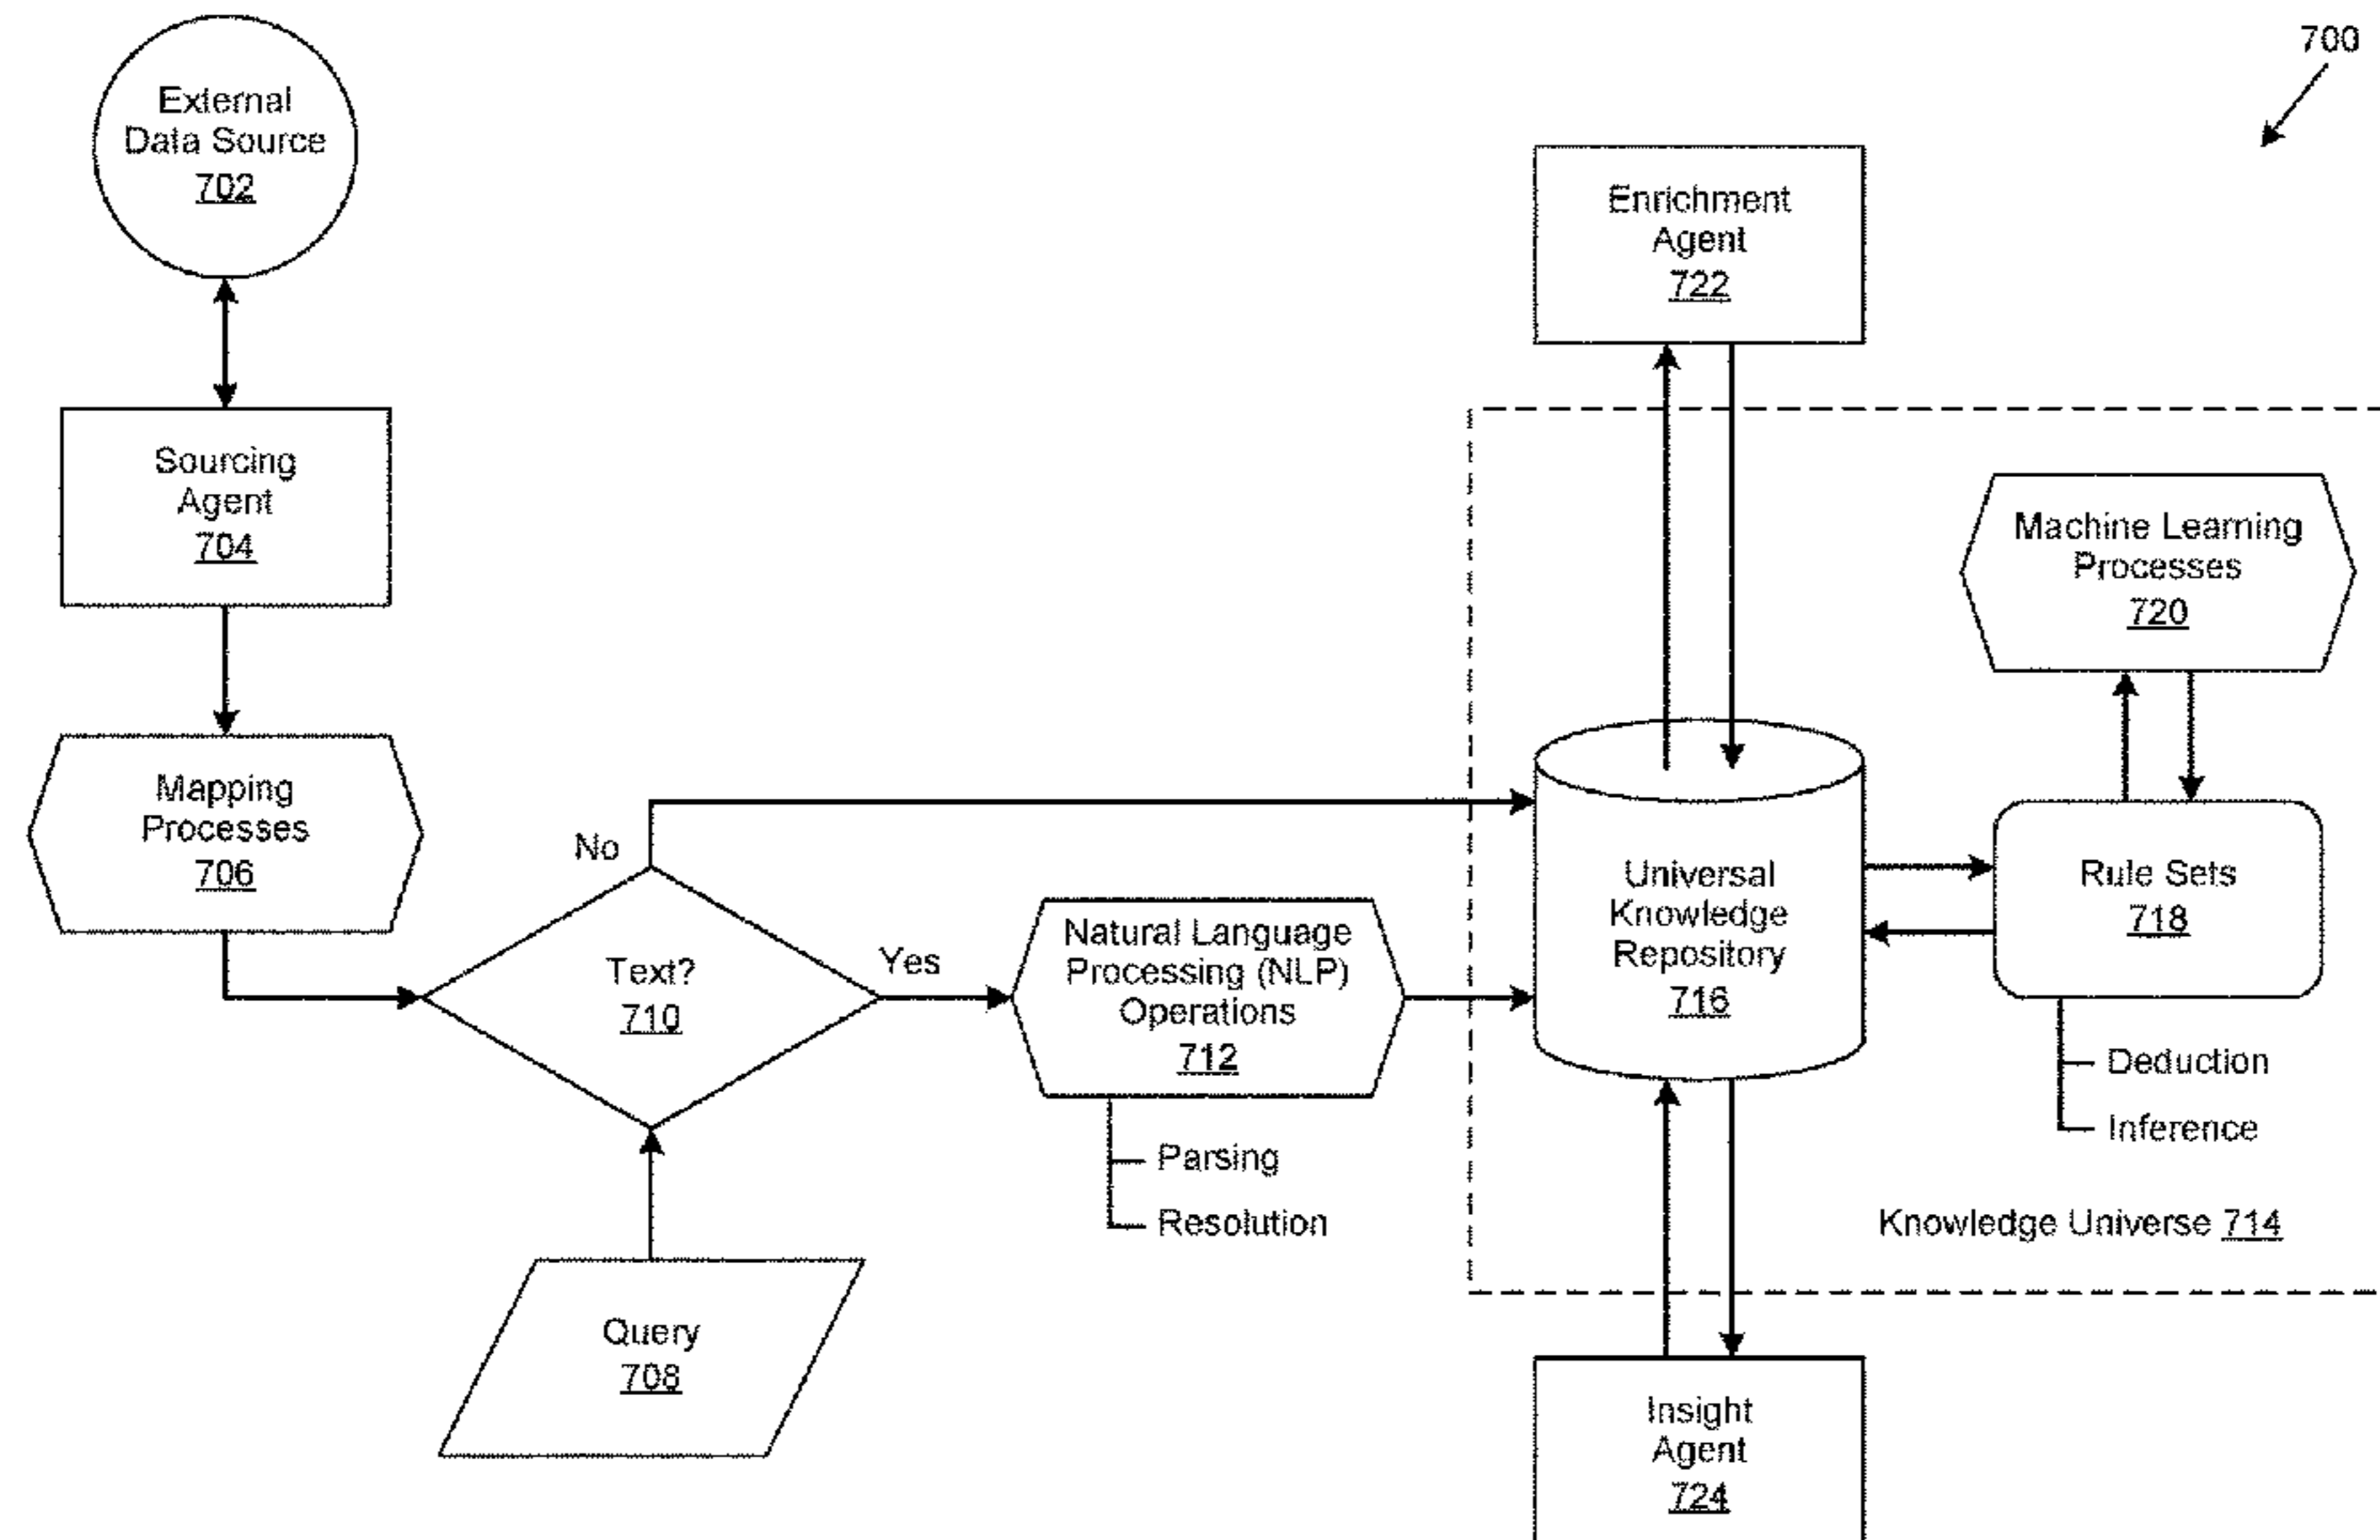 700
External
Data Source
702
Sourcing
Agent
704
Mapping
Processes
706
No
Text?
710
Yes
Query
708
Natural Language
Processing (NLP)
Operations
712
Parsing
Resolution
Enrichment
Agent
722
Universal
Knowledge
Repository
716
Machine Learning
Processes
720
Rule Sets
718
Deduction
Inference
Knowledge Universe 714
Insight
Agent
724